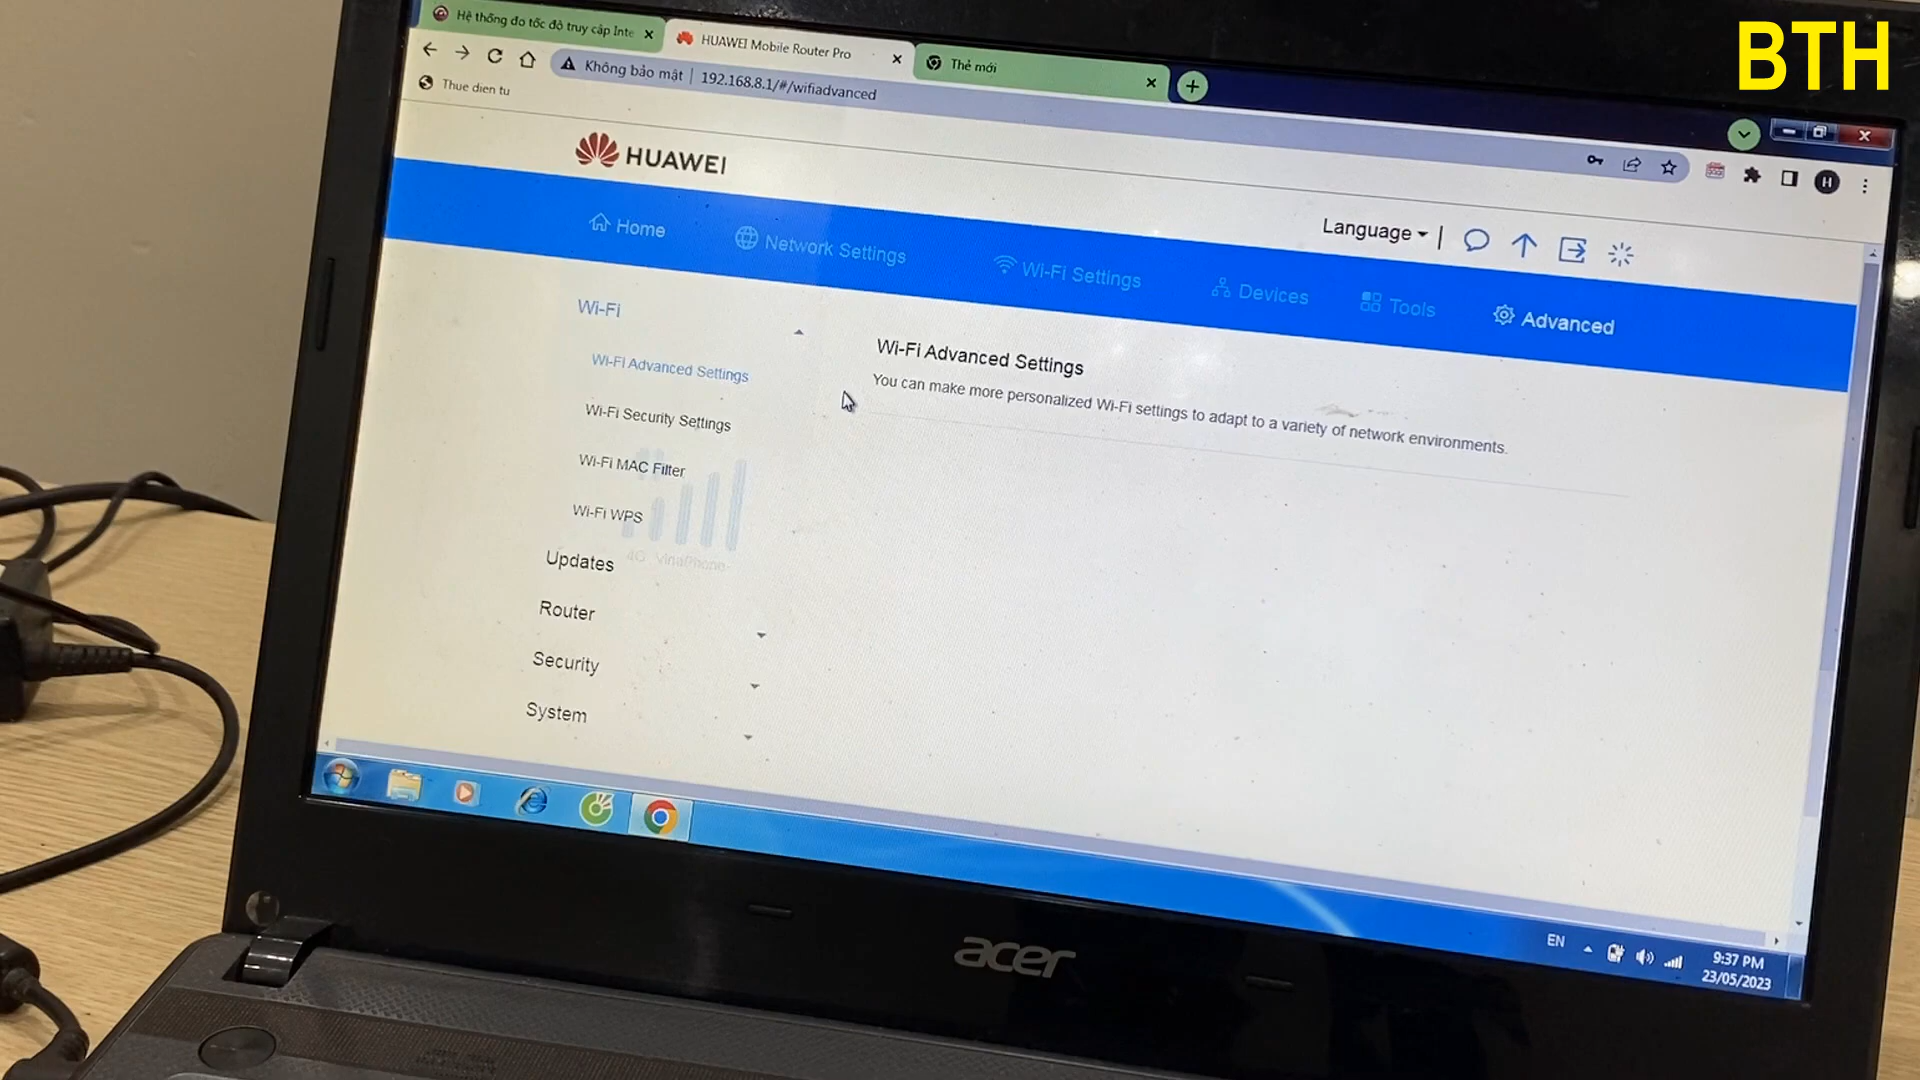 BTH
Hệ thống đo tốc độ truy cập Inte
HUAWEI Mobile Router Pro
Thẻ mới
Không bảo mật | 192.168.8.1/#/wifiadvanced
Thue dien tu
H
HUAWEI
Language
Home
Network Settings
Wi-Fi Settings
Devices
Tools
Advanced
Wi-Fi
Wi-Fi Advanced Settings
Wi-Fi Security Settings
Wi-Fi MAC Filter
Wi-Fi WPS
Updates
4G VinaPhone
Router
Security
System
Wi-Fi Advanced Settings
You can make more personalized Wi-Fi settings to adapt to a variety of network environments.
EN
9:37 PM
23/05/2023
acer